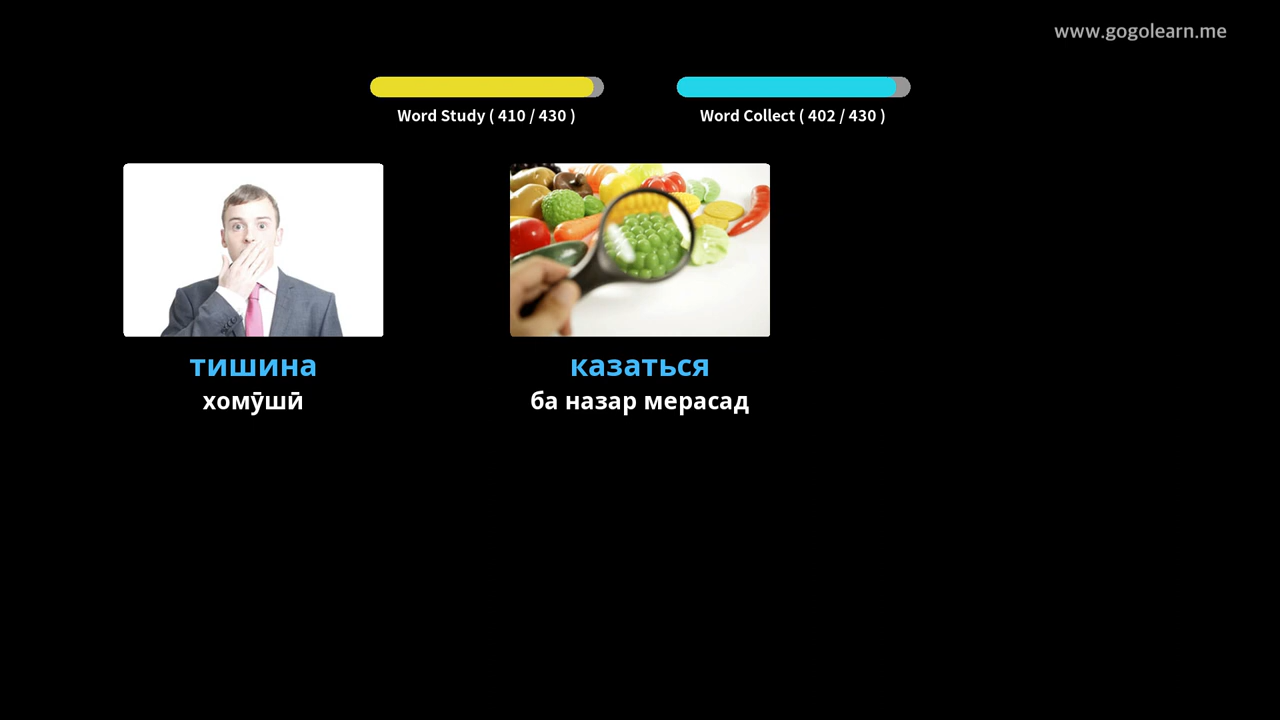 www.gogolearn.me
Word Study ( 410 / 430 )
Word Collect ( 402 / 430 )
тишина
хомӯшӣ
казаться
ба назар мерасад